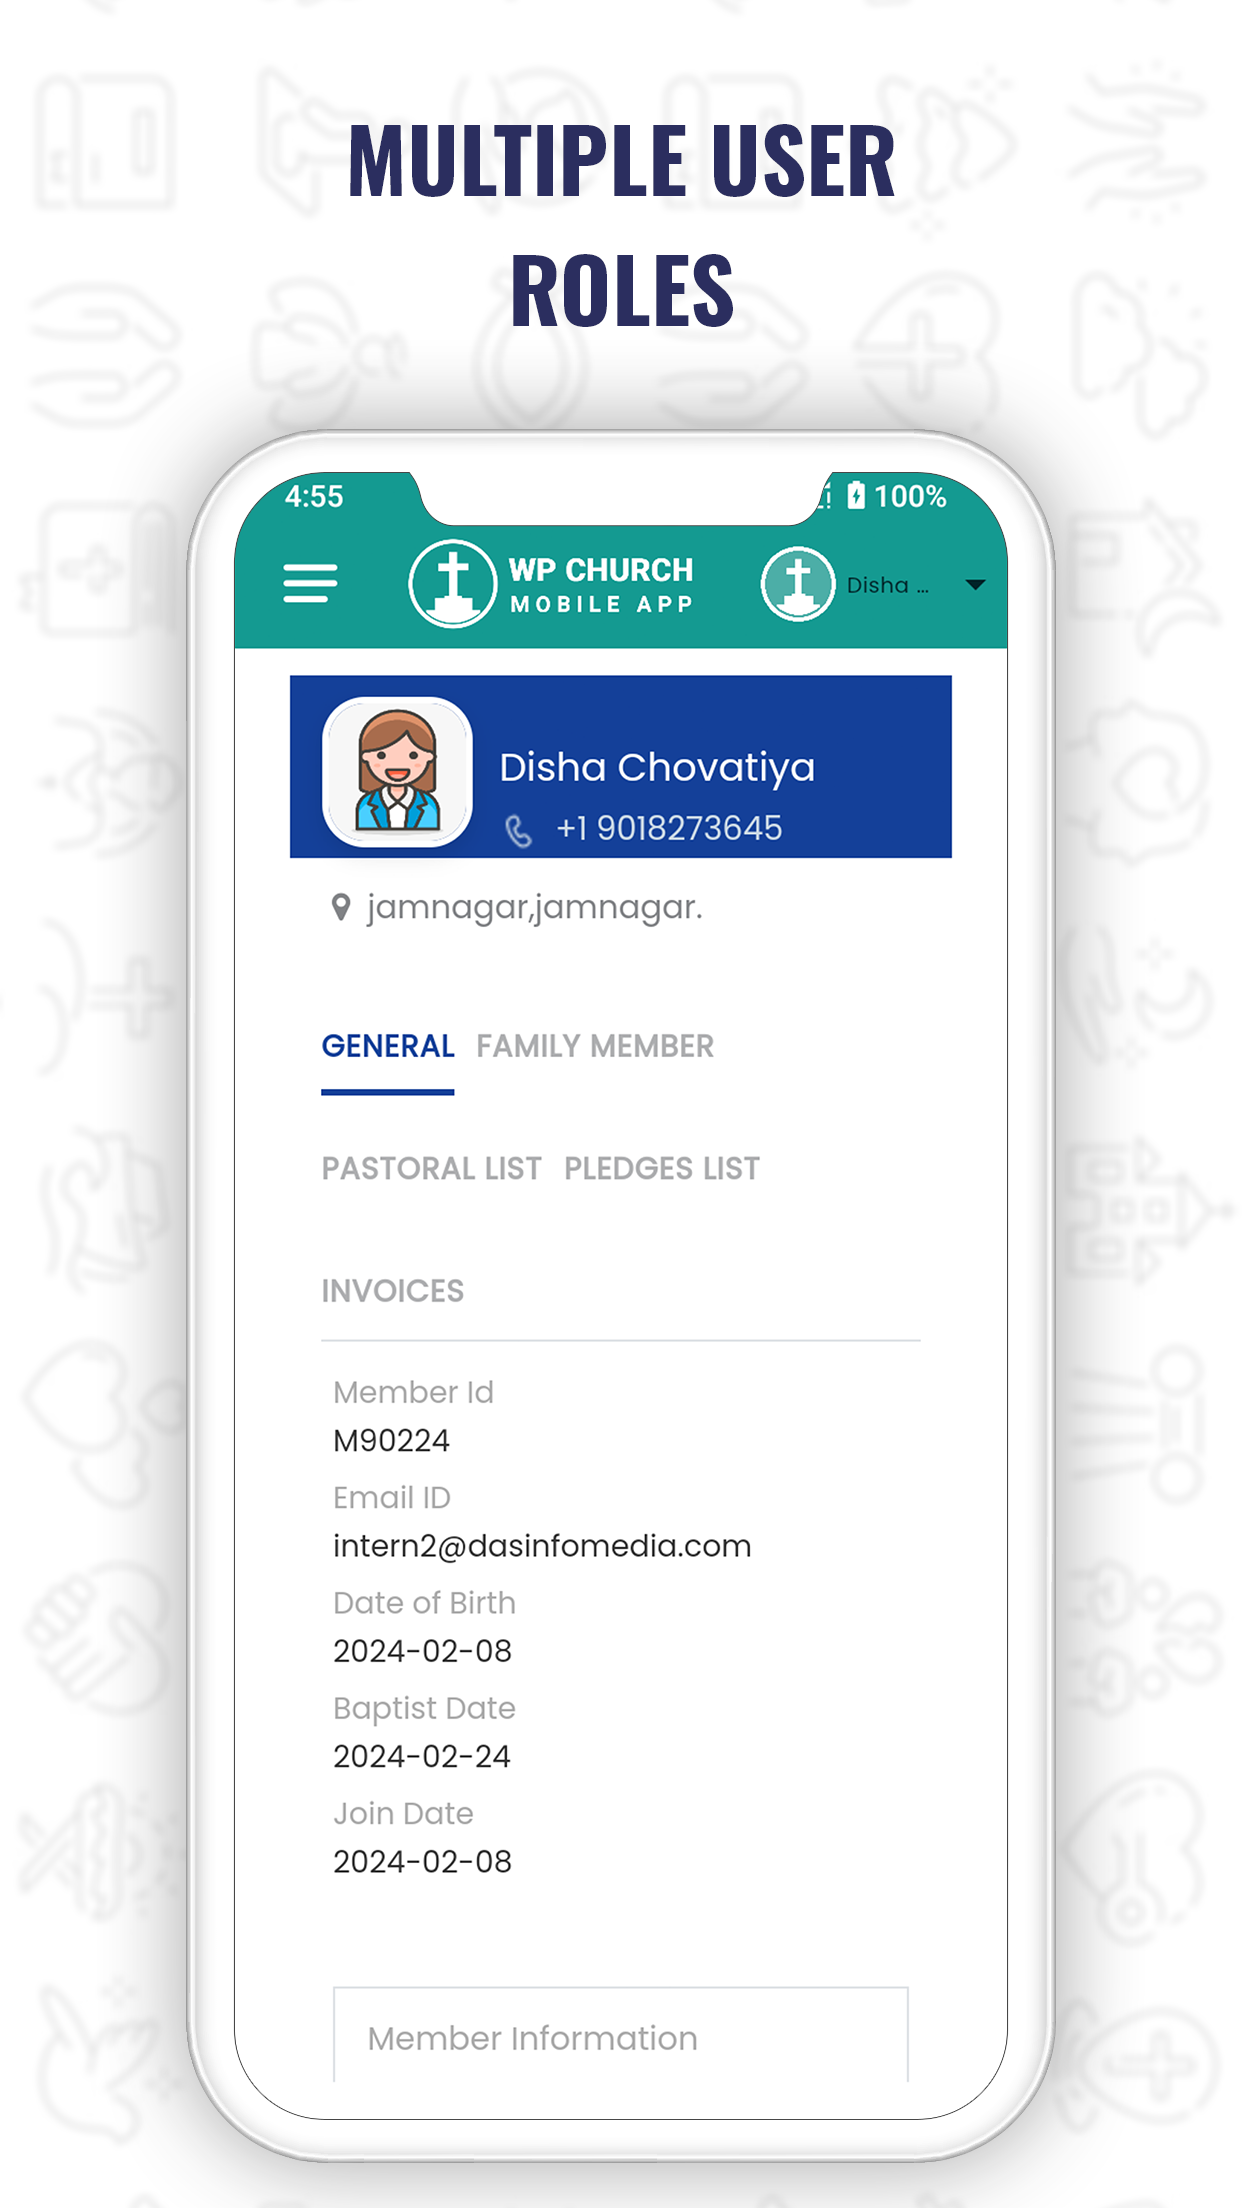 MULTIPLE USER
ROLES
4:55
100%
WP CHURCH
MOBILE APP
Disha ...
Disha Chovatiya
+1 9018273645
jamnagar,jamnagar.
GENERAL FAMILY MEMBER
PASTORAL LIST PLEDGES LIST
INVOICES
Member Id
M90224
Email ID
intern2@dasinfomedia.com
Date of Birth
2024-02-08
Baptist Date
2024-02-24
Join Date
2024-02-08
Member Information